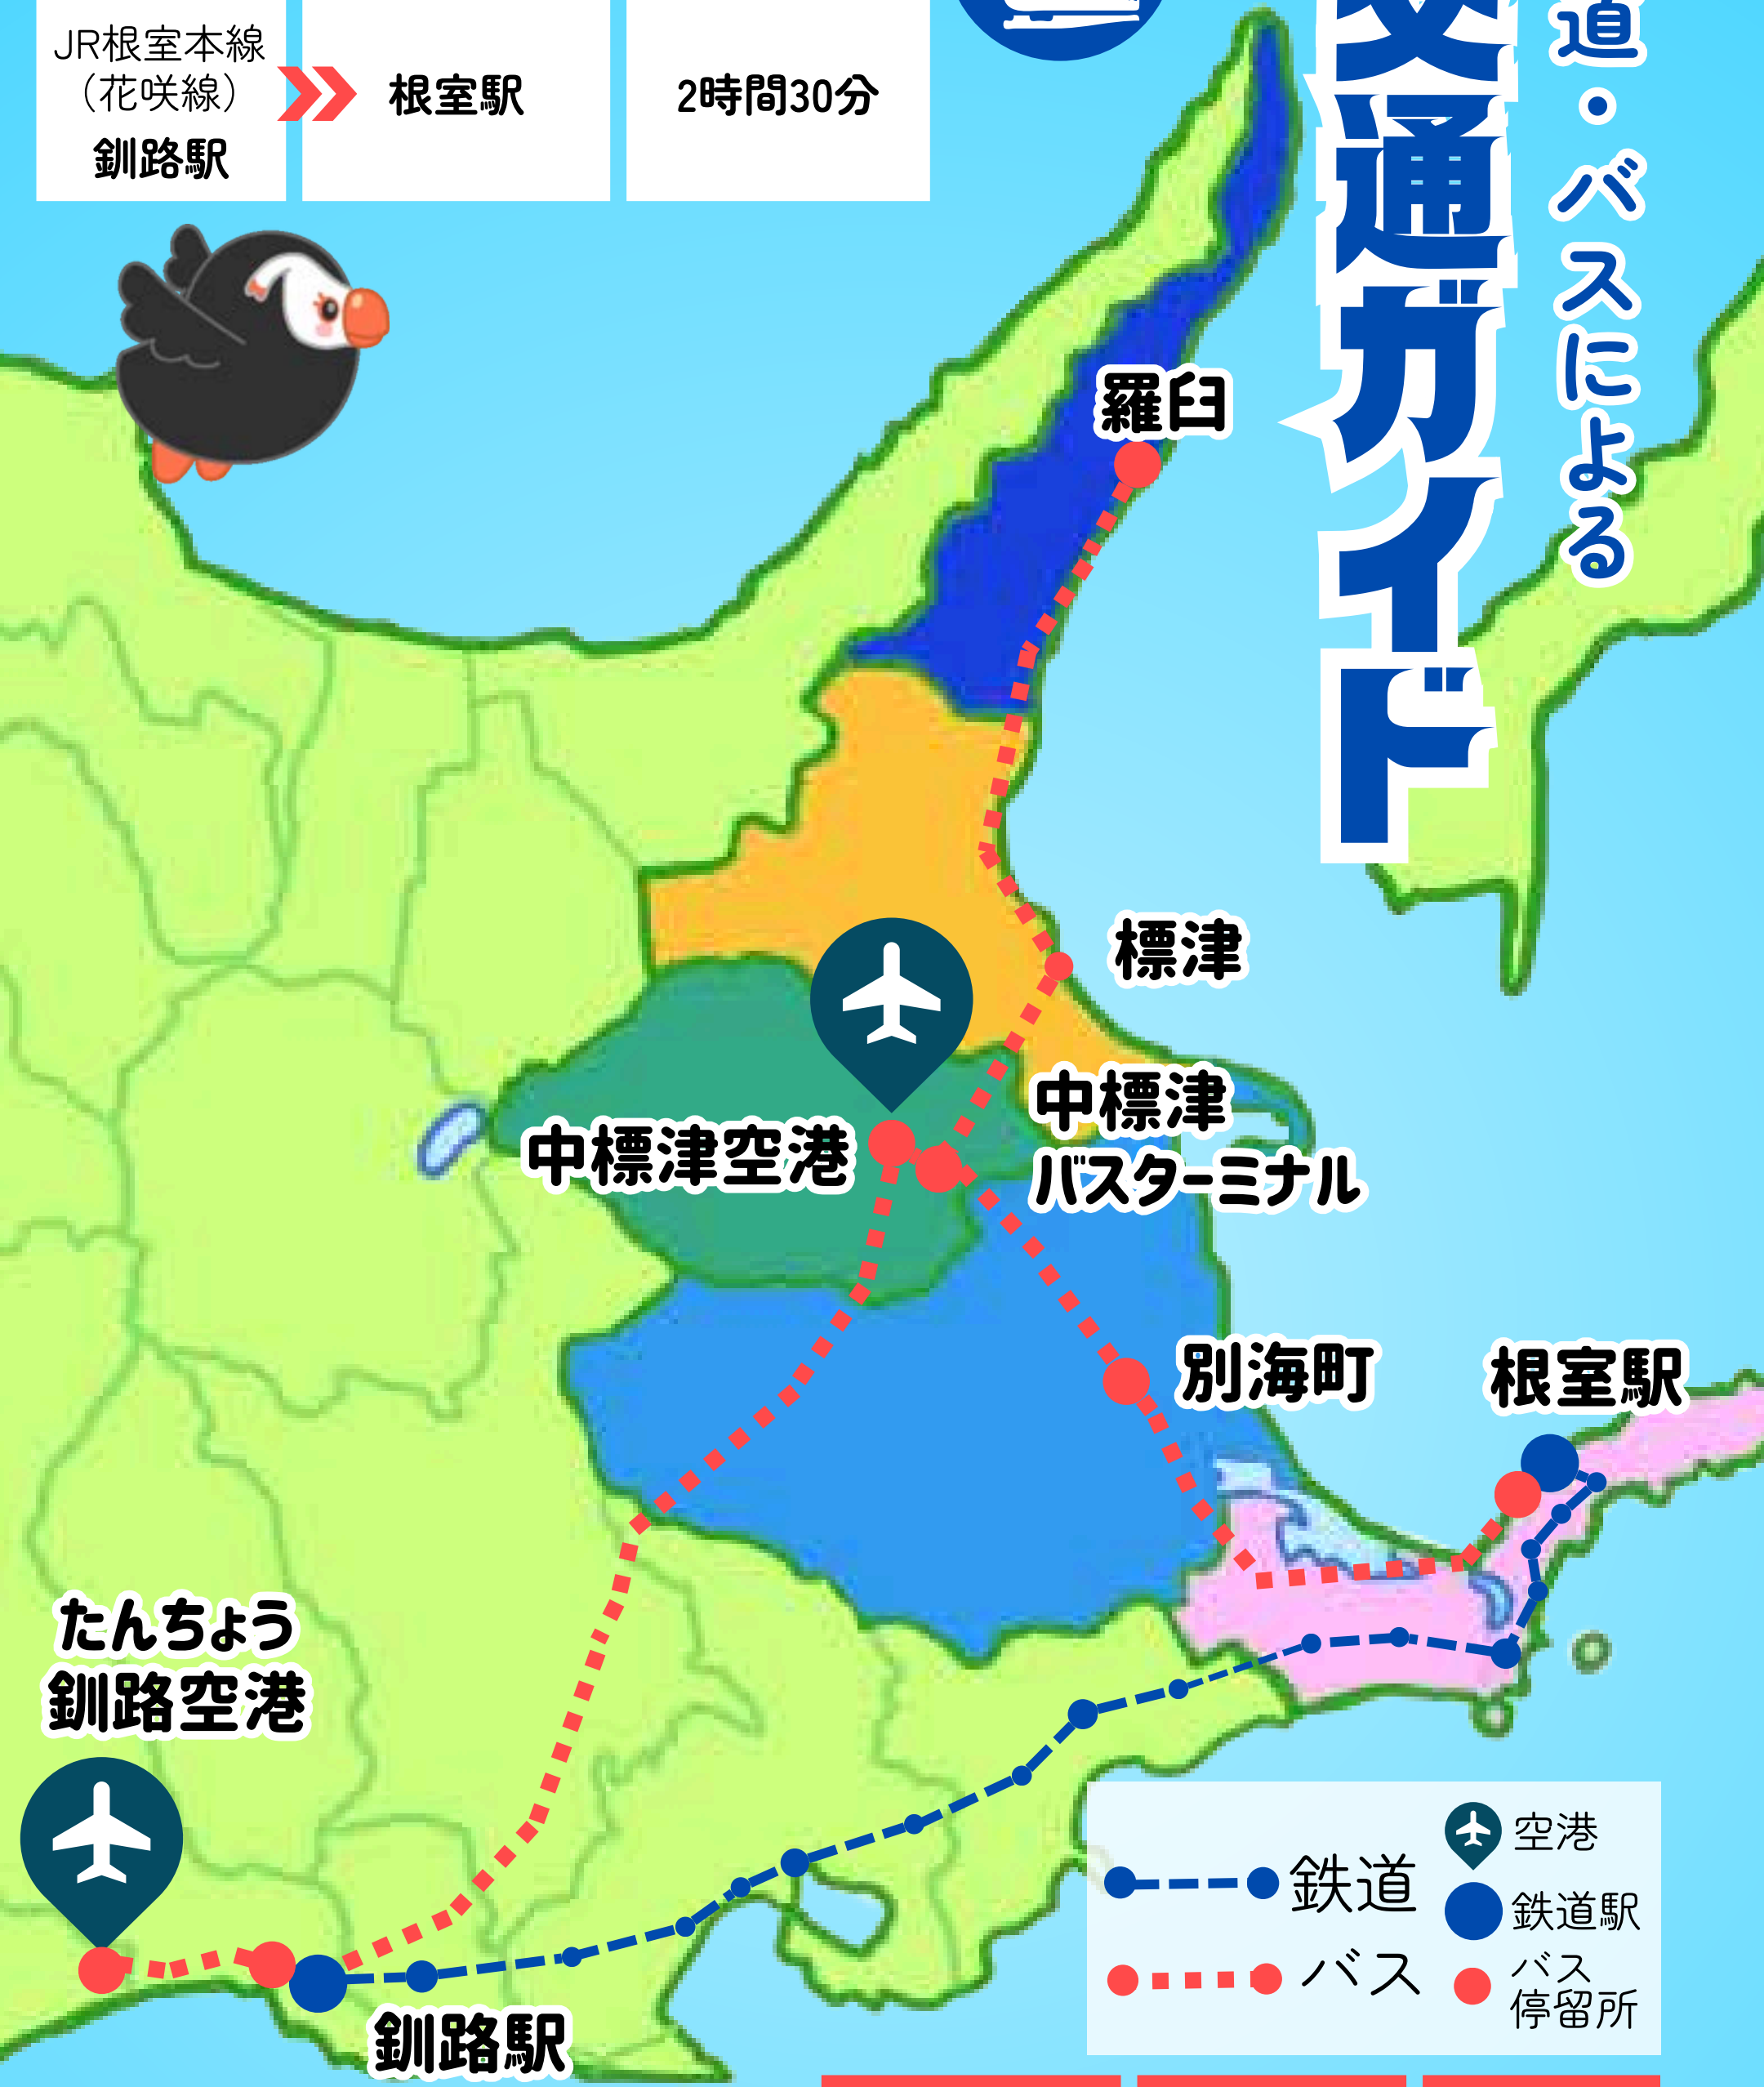 JR根室本線
（花咲線）
釧路駅
根室駅
2時間30分
道・バスによる
交通ガイド
羅臼
標津
中標津
バスターミナル
中標津空港
別海町
根室駅
たんちょう
釧路空港
釧路駅
鉄道
バス
空港
鉄道駅
バス
停留所